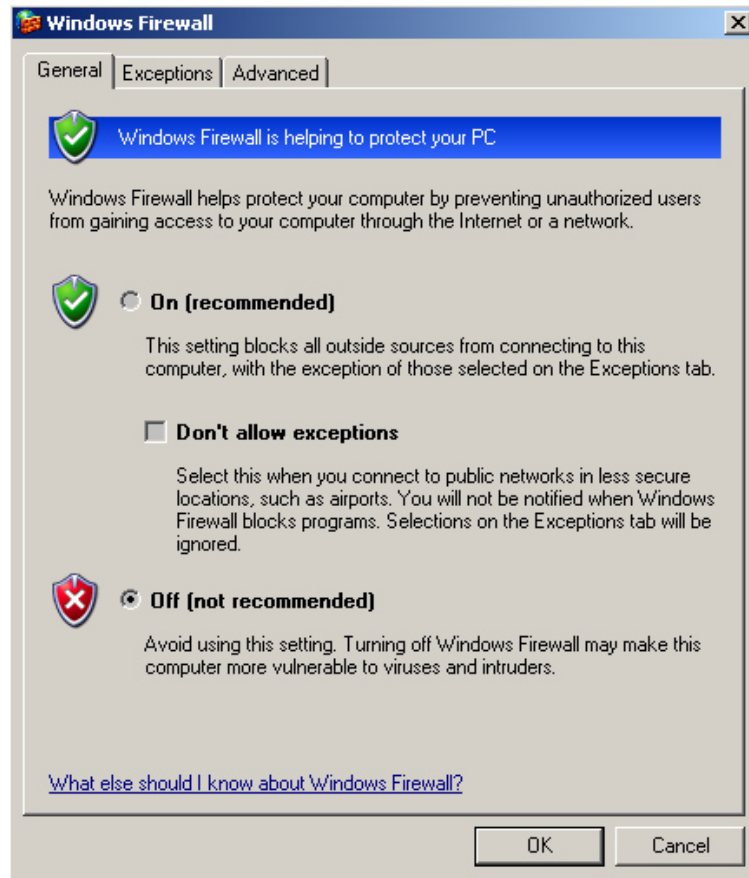 Windows Firewall
General Exceptions Advanced
Windows Firewall is helping to protect your PC
Windows Firewall helps protect your computer by preventing unauthorized users
from gaining access to your computer through the Internet or a network.
On (recommended)
This setting blocks all outside sources from connecting to this
computer, with the exception of those selected on the Exceptions tab.
Don't allow exceptions
Select this when you connect to public networks in less secure
locations, such as airports. You will not be notified when Windows
Firewall blocks programs. Selections on the Exceptions tab will be
ignored.
Off (not recommended)
Avoid using this setting. Turning off Windows Firewall may make this
computer more vulnerable to viruses and intruders.
What else should I know about Windows Firewall?
OK Cancel